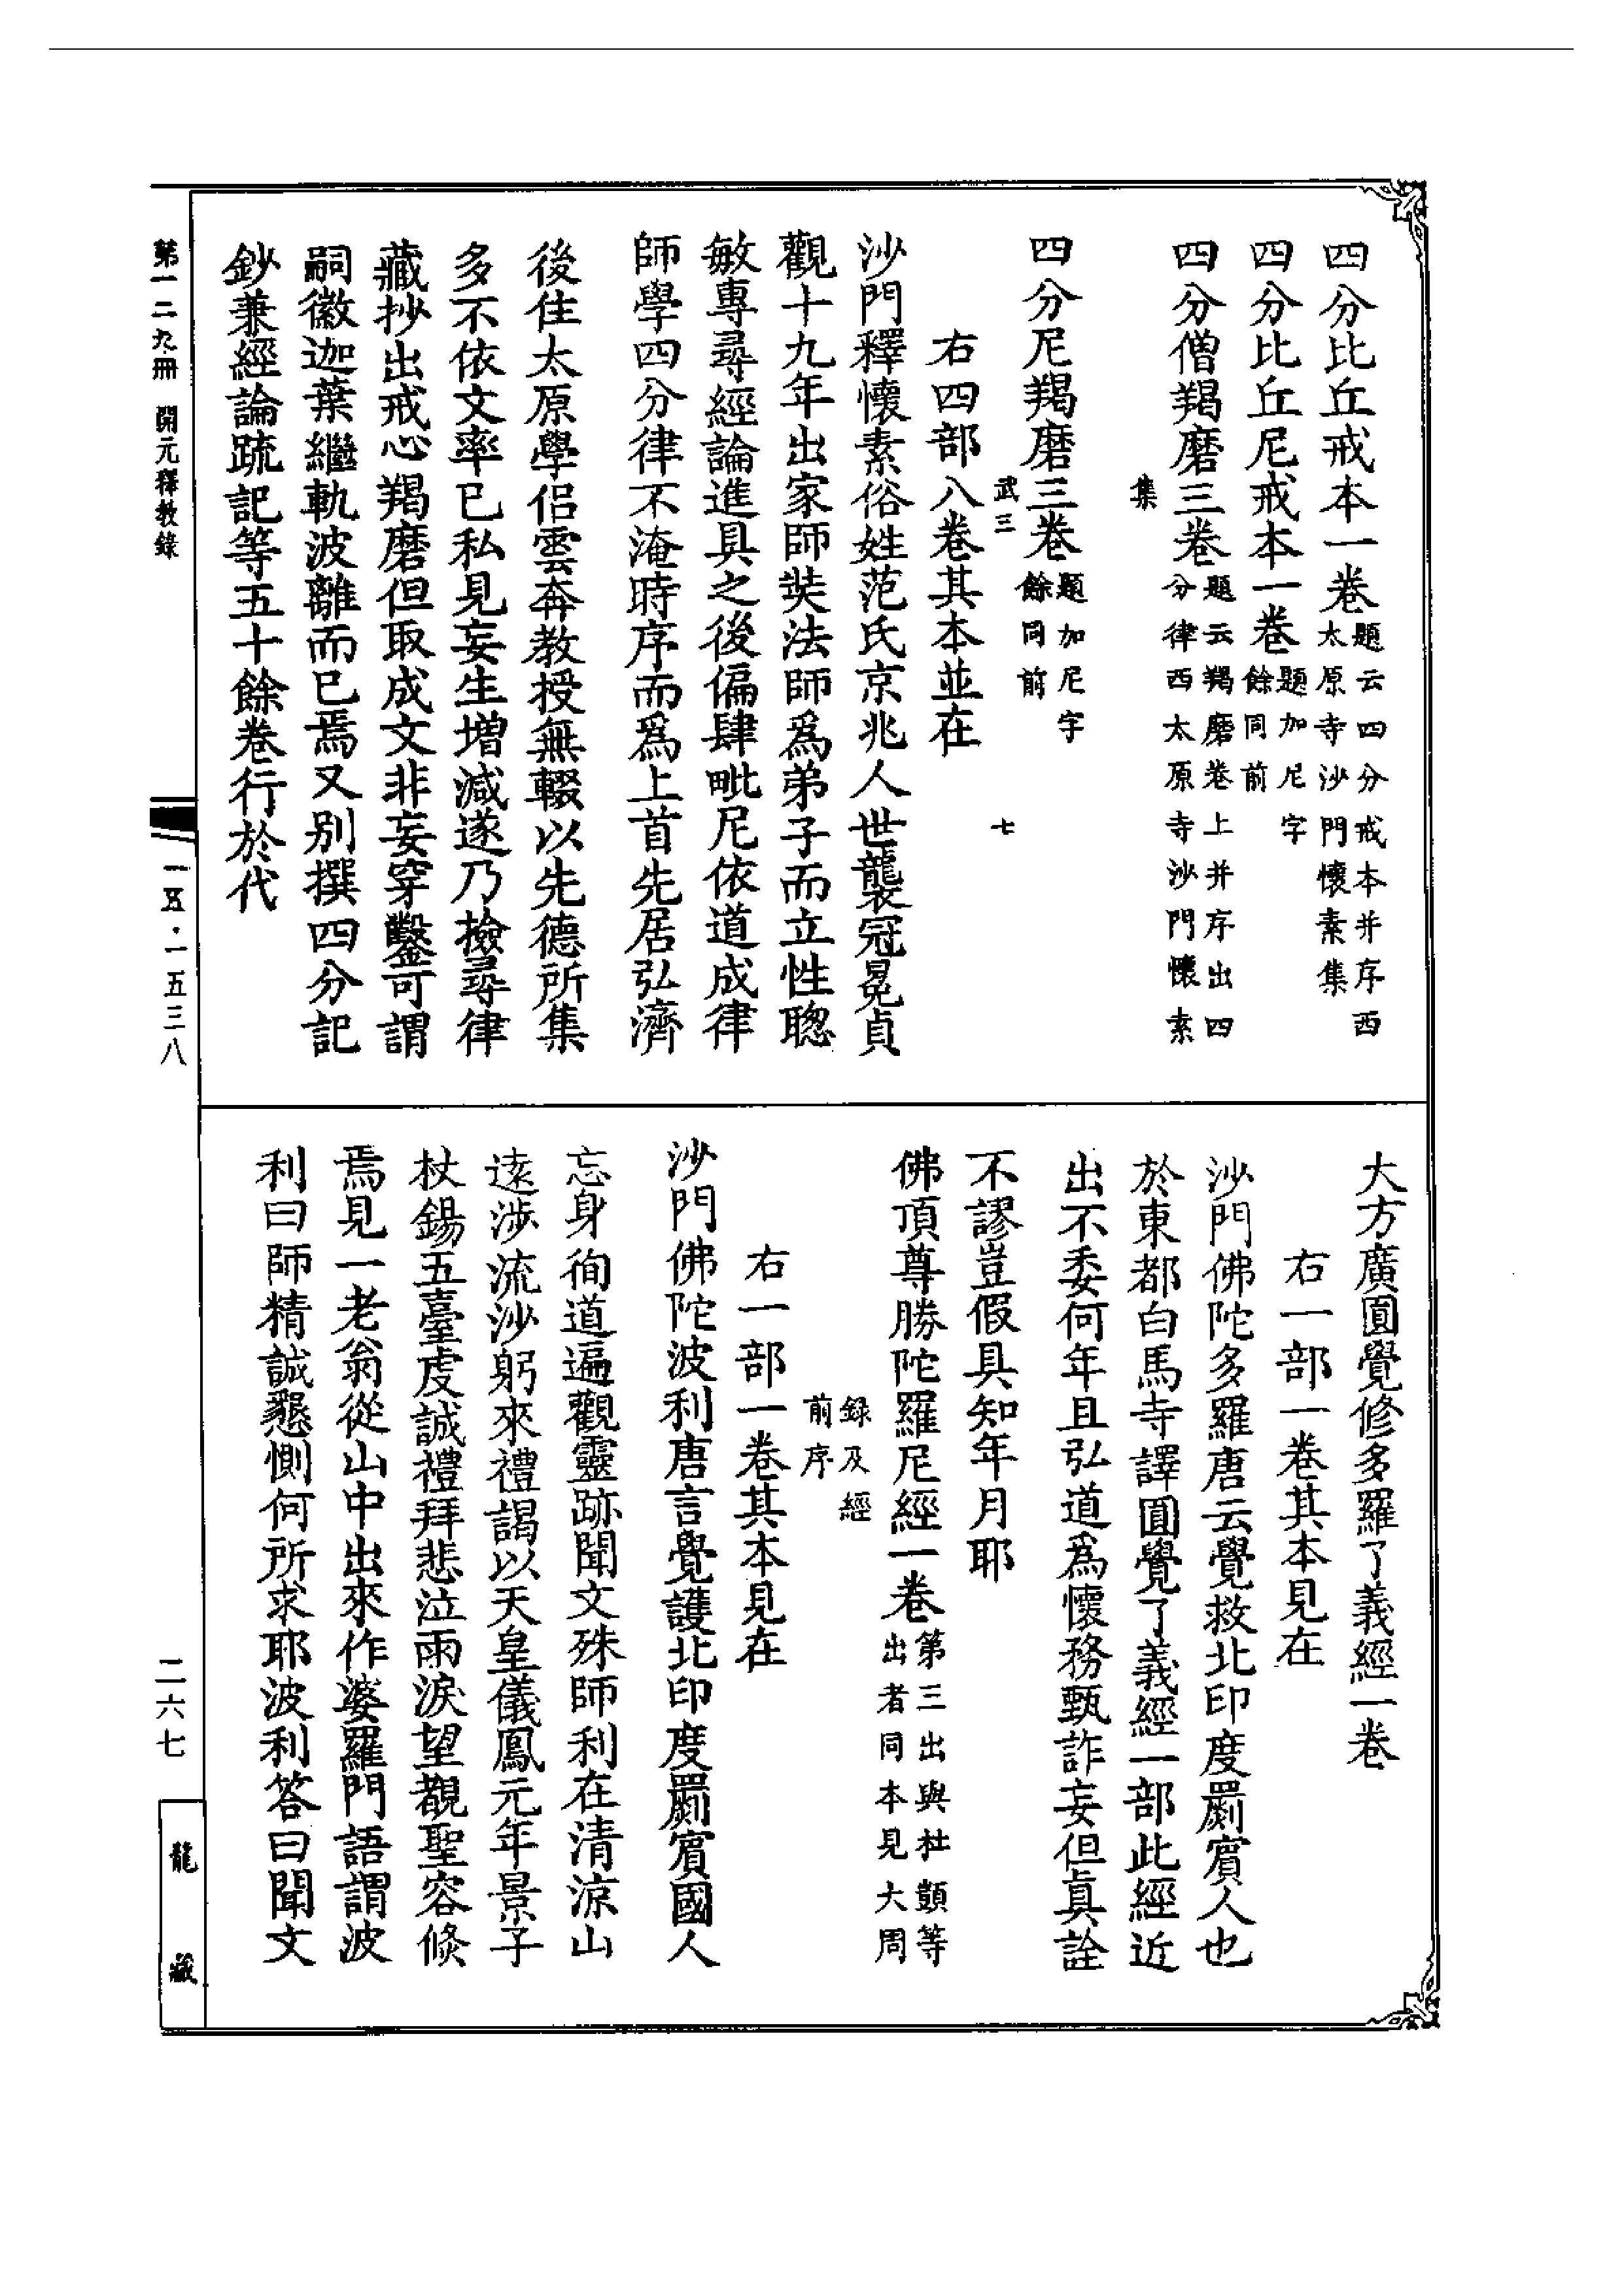 四分比丘戒本一卷題云四分戒本并序西太原寺沙門懷素集
四分比丘尼戒本一卷題加尼字餘同前
四分僧羯磨三卷題云羯磨卷上并序出四分律西太原寺沙門懷素
集
四分尼羯磨三卷題加尼字餘同前
武三 七
右四部八卷其本並在
沙門釋懷素俗姓范氏京兆人世襲冠冕貞
觀十九年出家師奘法師爲弟子而立性聰
敏專尋經論進具之後偏肆毗尼依道成律
師學四分律不淹時序而爲上首先居弘濟
後住太原學侣雲奔教授無輟以先德所集
多不依文率已私見妄生增減遂乃檢尋律
藏抄出戒心羯磨但取成文非妄穿鑿可謂
嗣徽迦葉繼軌波離而已焉又別撰四分記
鈔兼經論疏記等五十餘卷行於代
大方廣圓覺修多羅了義經一卷
右一部一卷其本見在
沙門佛陀多羅唐云覺救北印度罽賓人也
於東都白馬寺譯圓覺了義經一部此經近
出不委何年且弘道爲懷務甄詐妄但真詮
不謬豈假具知年月耶
佛頂尊勝陀羅尼經一卷第三出與杜顗等出者同本見大周
録及經前序
右一部一卷其本見在
沙門佛陀波利唐言覺護北印度罽賓國人
忘身徇道遍觀靈跡聞文殊師利在清涼山
遠涉流沙躬來禮謁以天皇儀鳳元年景子
杖錫五臺虔誠禮拜悲泣雨淚望覩聖容倏
焉見一老翁從山中出來作婆羅門語謂波
利曰師精誠懇惻何所求耶波利答曰聞文
第一二九冊 開元釋教錄
一五·一五三八
二六七
龍藏